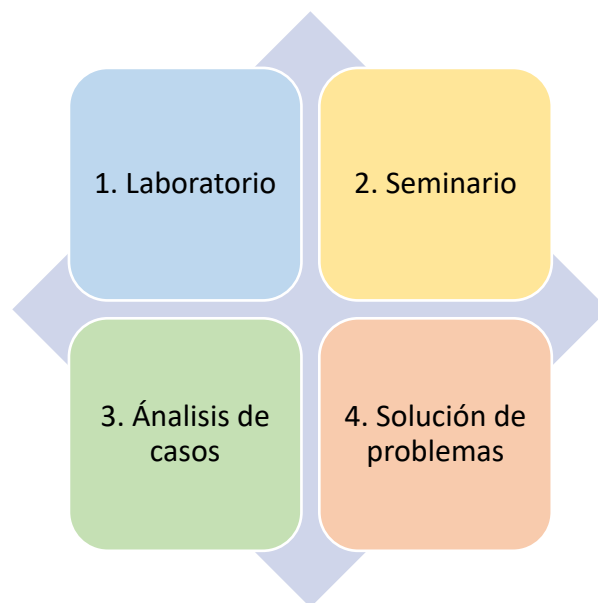 1. Laboratorio
2. Seminario
3. Ánalisis de
casos
4. Solución de
problemas